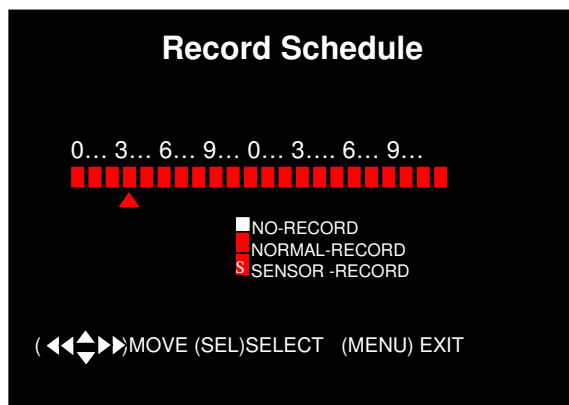 Record Schedule
0... 3... 6... 9... 0... 3.... 6... 9...
NO-RECORD
NORMAL-RECORD
S SENSOR -RECORD
( )MOVE (SEL)SELECT (MENU) EXIT